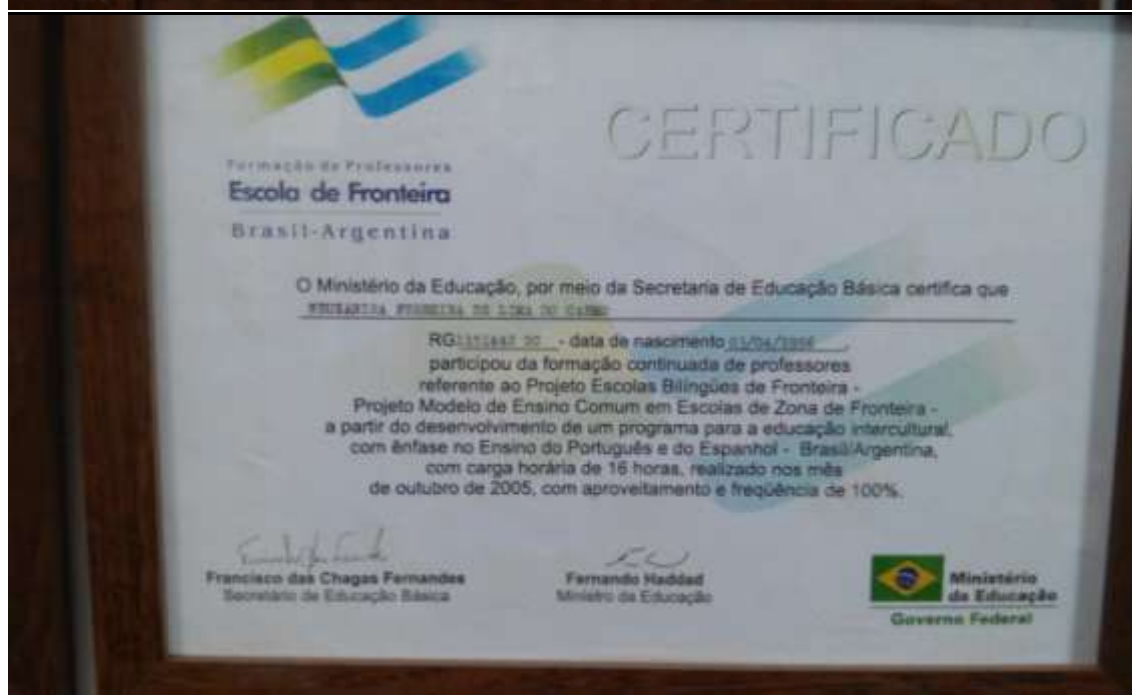 CERTIFICADO
Formação de Professores
Escola de Fronteira
Brasil-Argentina
O Ministério da Educação, por meio da Secretaria de Educação Básica certifica que
FERREIRA DE LIMA DO
RG - data de nascimento
participou da formação continuada de professores
referente ao Projeto Escolas Bilingües de Fronteira -
Projeto Modelo de Ensino Comum em Escolas de Zona de Fronteira -
a partir do desenvolvimento de um programa para a educação intercultural,
com ênfase no Ensino do Português e do Espanhol - Brasil/Argentina,
com carga horária de 16 horas, realizado nos mês
de outubro de 2005, com aproveitamento e freqüência de 100%.
Francisco das Chagas Fernandes
Secretário de Educação Básica
Fernando Haddad
Ministro da Educação
Ministério
da Educação
Governo Federal